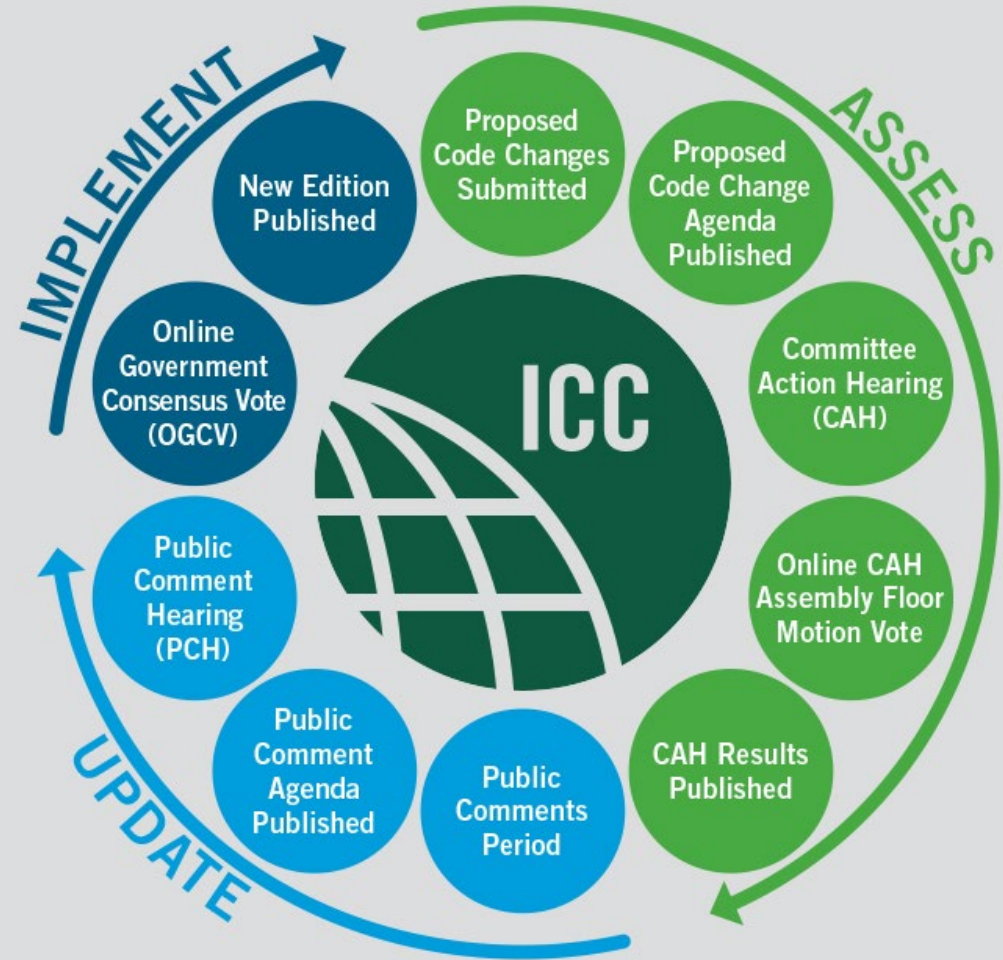 ICC
ASSESS
Proposed
Code Changes
Submitted
Proposed
Code Change
Agenda
Published
Committee
Action Hearing
(CAH)
Online CAH
Assembly Floor
Motion Vote
CAH Results
Published
UPDATE
Public
Comments
Period
Public
Comment
Agenda
Published
Public
Comment
Hearing
(PCH)
IMPLEMENT
Online
Government
Consensus Vote
(OGCV)
New Edition
Published